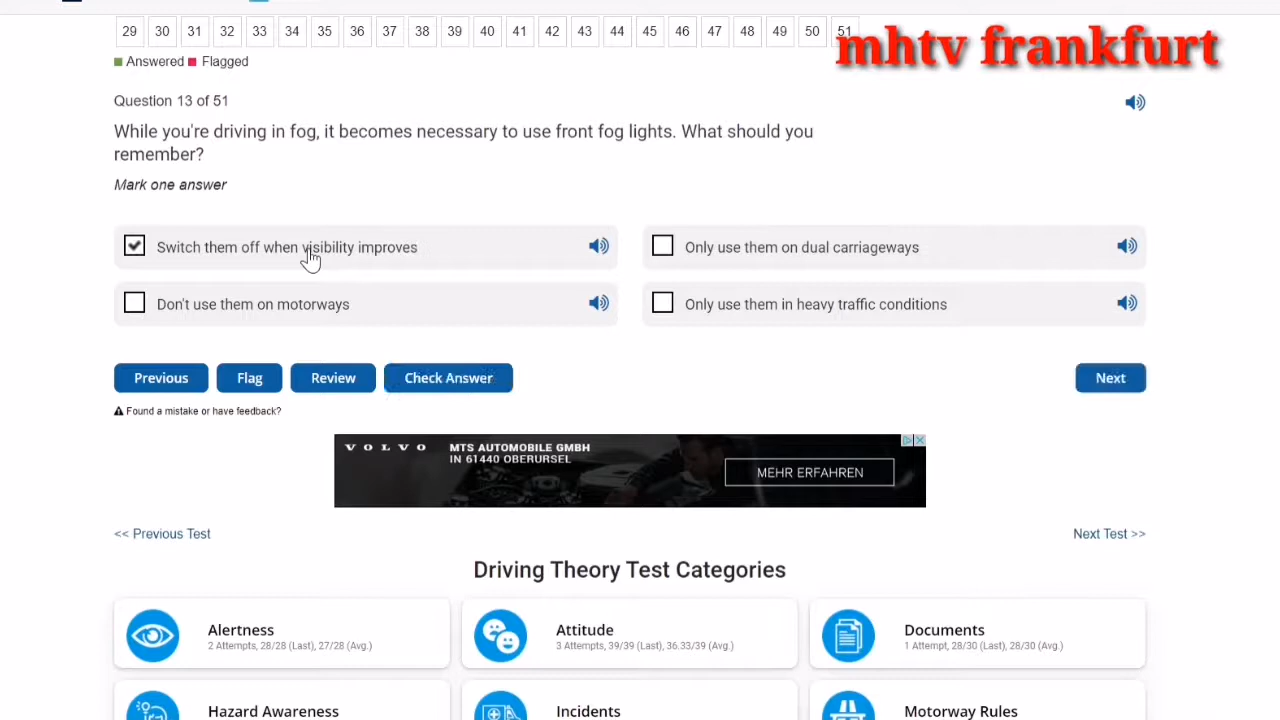 29 30 31 32 33 34 35 36 37 38 39 40 41 42 43 44 45 46 47 48 49 50 51
mhtv frankfurt
Answered Flagged
Question 13 of 51
While you're driving in fog, it becomes necessary to use front fog lights. What should you
remember?
Mark one answer
Switch them off when visibility improves
Only use them on dual carriageways
Don't use them on motorways
Only use them in heavy traffic conditions
Previous Flag Review Check Answer Next
Found a mistake or have feedback?
VOLVO
MTS AUTOMOBILE GMBH
IN 61440 OBERURSEL
MEHR ERFAHREN
<< Previous Test Next Test >>
Driving Theory Test Categories
Alertness
2 Attempts, 28/28 (Last), 27/28 (Avg.)
Attitude
3 Attempts, 39/39 (Last), 36.33/39 (Avg.)
Documents
1 Attempt, 28/30 (Last), 28/30 (Avg.)
Hazard Awareness
Incidents
Motorway Rules